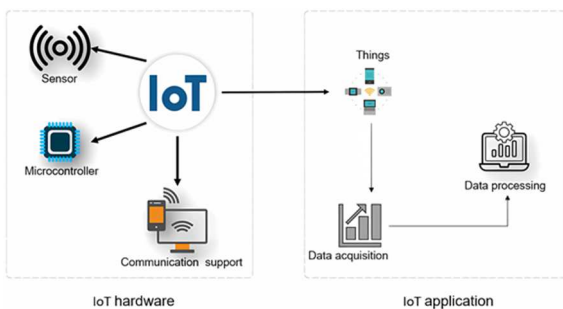 Sensor
IoT
Microcontroller
Communication support
IoT hardware
Things
Data acquisition
Data processing
IoT application